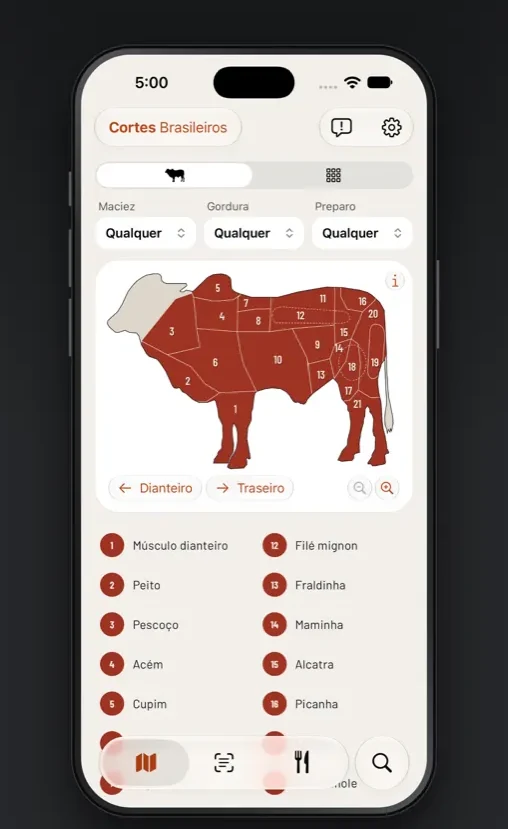 5:00
Cortes Brasileiros
Maciez Gordura Preparo
Qualquer Qualquer Qualquer
i
5
16
11
7
20
4
12
8
3
15
9
14
10
6
19
18
13
2
17
21
1
← Dianteiro → Traseiro
1 Músculo dianteiro
12 Filé mignon
2 Peito
13 Fraldinha
3 Pescoço
14 Maminha
4 Acém
15 Alcatra
5 Cupim
16 Picanha